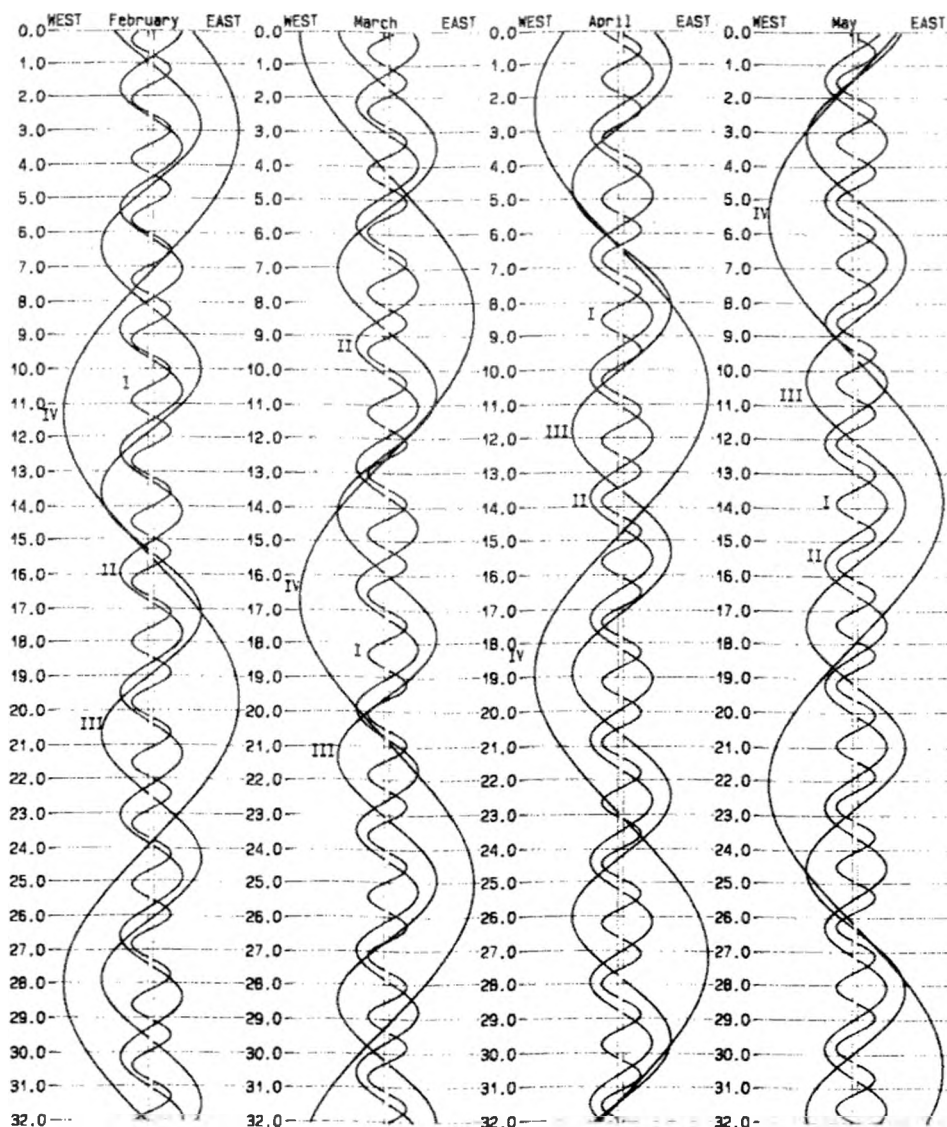 WEST February EAST WEST March EAST WEST April EAST WEST May EAST
0.0 0.0 0.0 0.0
1.0 1.0 1.0 1.0
2.0 2.0 2.0 2.0
3.0 3.0 3.0 3.0
4.0 4.0 4.0 4.0
5.0 5.0 5.0 5.0
IV
6.0 6.0 6.0 6.0
7.0 7.0 7.0 7.0
8.0 8.0 8.0 8.0
I
9.0 9.0 9.0 9.0
II
10.0 10.0 10.0 10.0
I III
11.0 11.0 11.0 11.0
IV III
12.0 12.0 12.0 12.0
13.0 13.0 13.0 13.0
II I
14.0 14.0 14.0 14.0
15.0 15.0 15.0 15.0
II II
16.0 16.0 16.0 16.0
IV
17.0 17.0 17.0 17.0
18.0 18.0 18.0 18.0
I IV
19.0 19.0 19.0 19.0
20.0 20.0 20.0 20.0
III
21.0 21.0 21.0 21.0
III
22.0 22.0 22.0 22.0
23.0 23.0 23.0 23.0
24.0 24.0 24.0 24.0
25.0 25.0 25.0 25.0
26.0 26.0 26.0 26.0
27.0 27.0 27.0 27.0
28.0 28.0 28.0 28.0
29.0 29.0 29.0 29.0
30.0 30.0 30.0 30.0
31.0 31.0 31.0 31.0
32.0 32.0 32.0 32.0